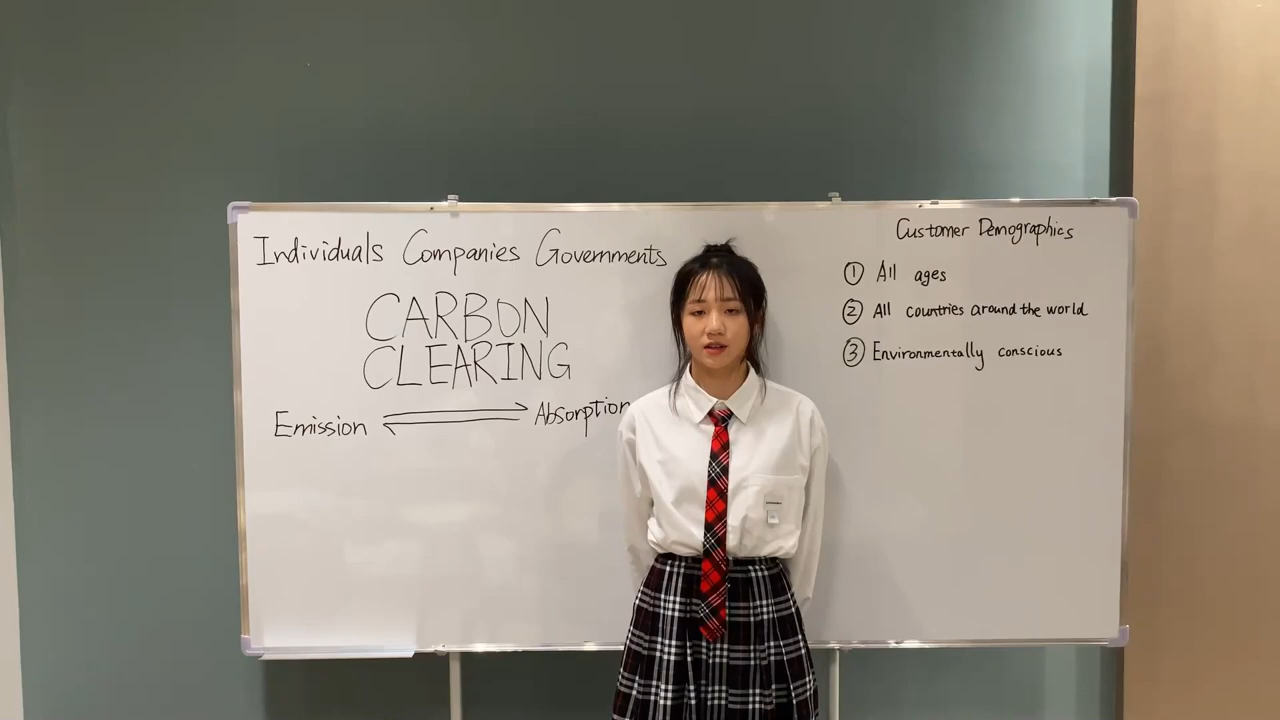 Individuals Companies Governments
CARBON
CLEARING
Emission Absorption
Customer Demographics
① All ages
② All countries around the world
③ Environmentally conscious